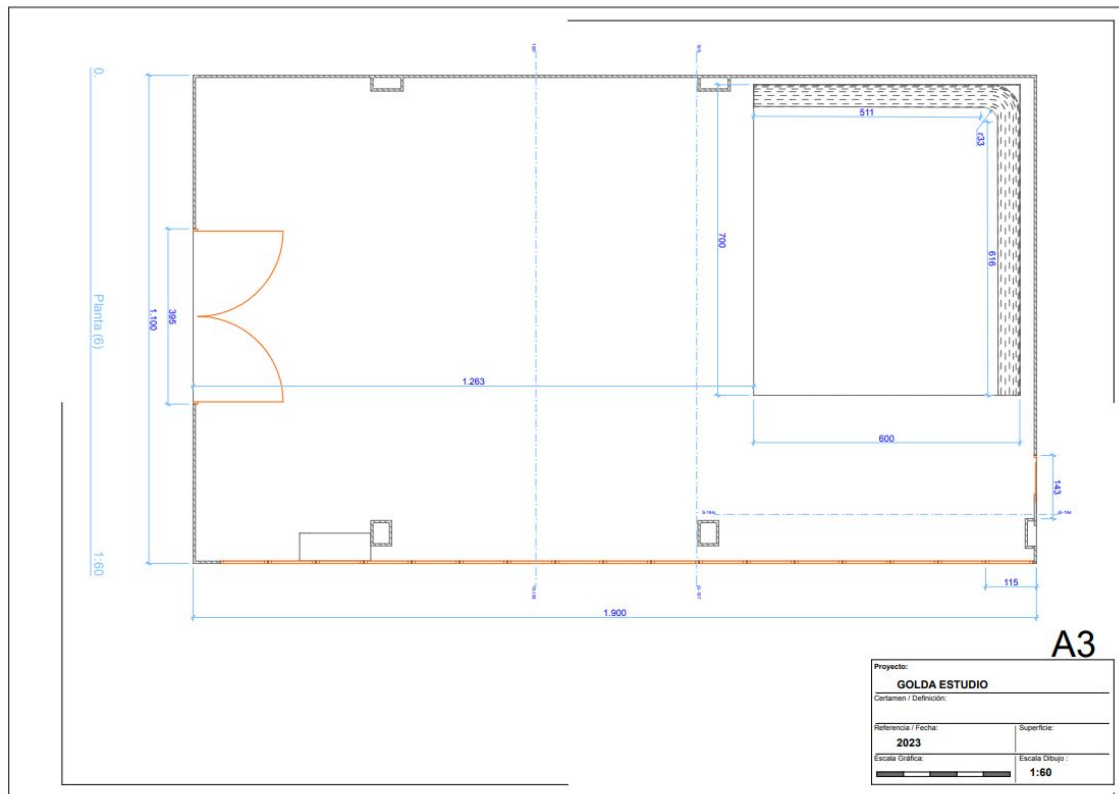 0.
Planta (6)
1:60
511
r33
700
616
395
1.100
1.263
600
143
115
1.900
A3
Proyecto:
GOLDA ESTUDIO
Certamen / Definición:
Referencia / Fecha:
Superficie:
2023
Escala Gráfica:
Escala Dibujo :
1:60